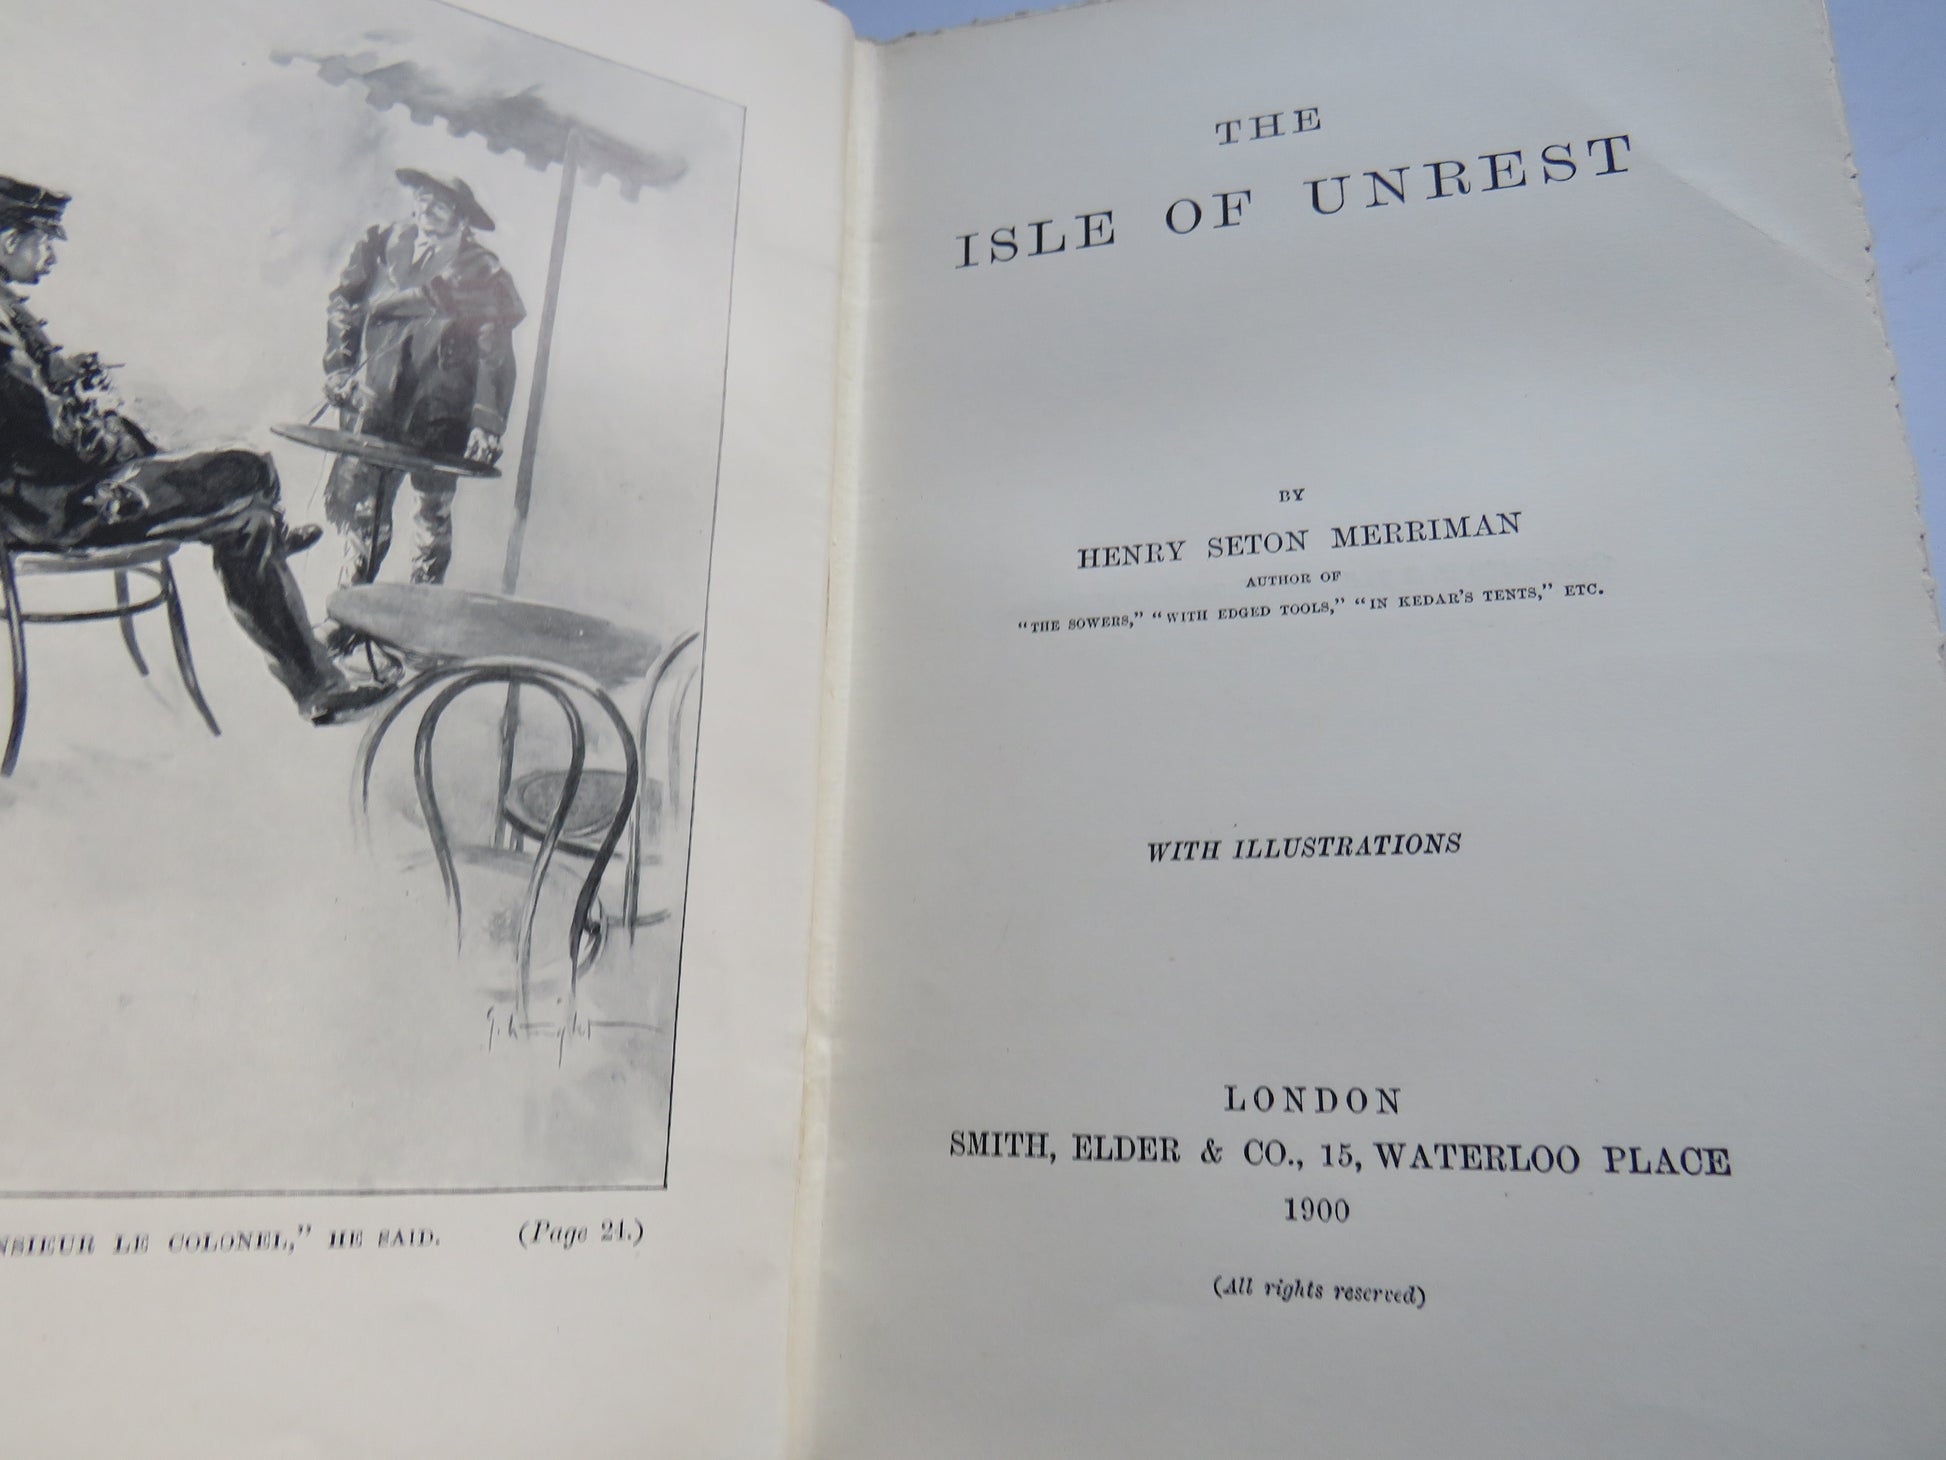 LE COLONEL," HE SAID. (Page 24.)
THE
ISLE OF UNREST
BY
HENRY SETON MERRIMAN
AUTHOR OF
"THE SOWERS," "WITH EDGED TOOLS," "IN KEDAR'S TENTS," ETC.
WITH ILLUSTRATIONS
LONDON
SMITH, ELDER & CO., 15, WATERLOO PLACE
1900
(All rights reserved)